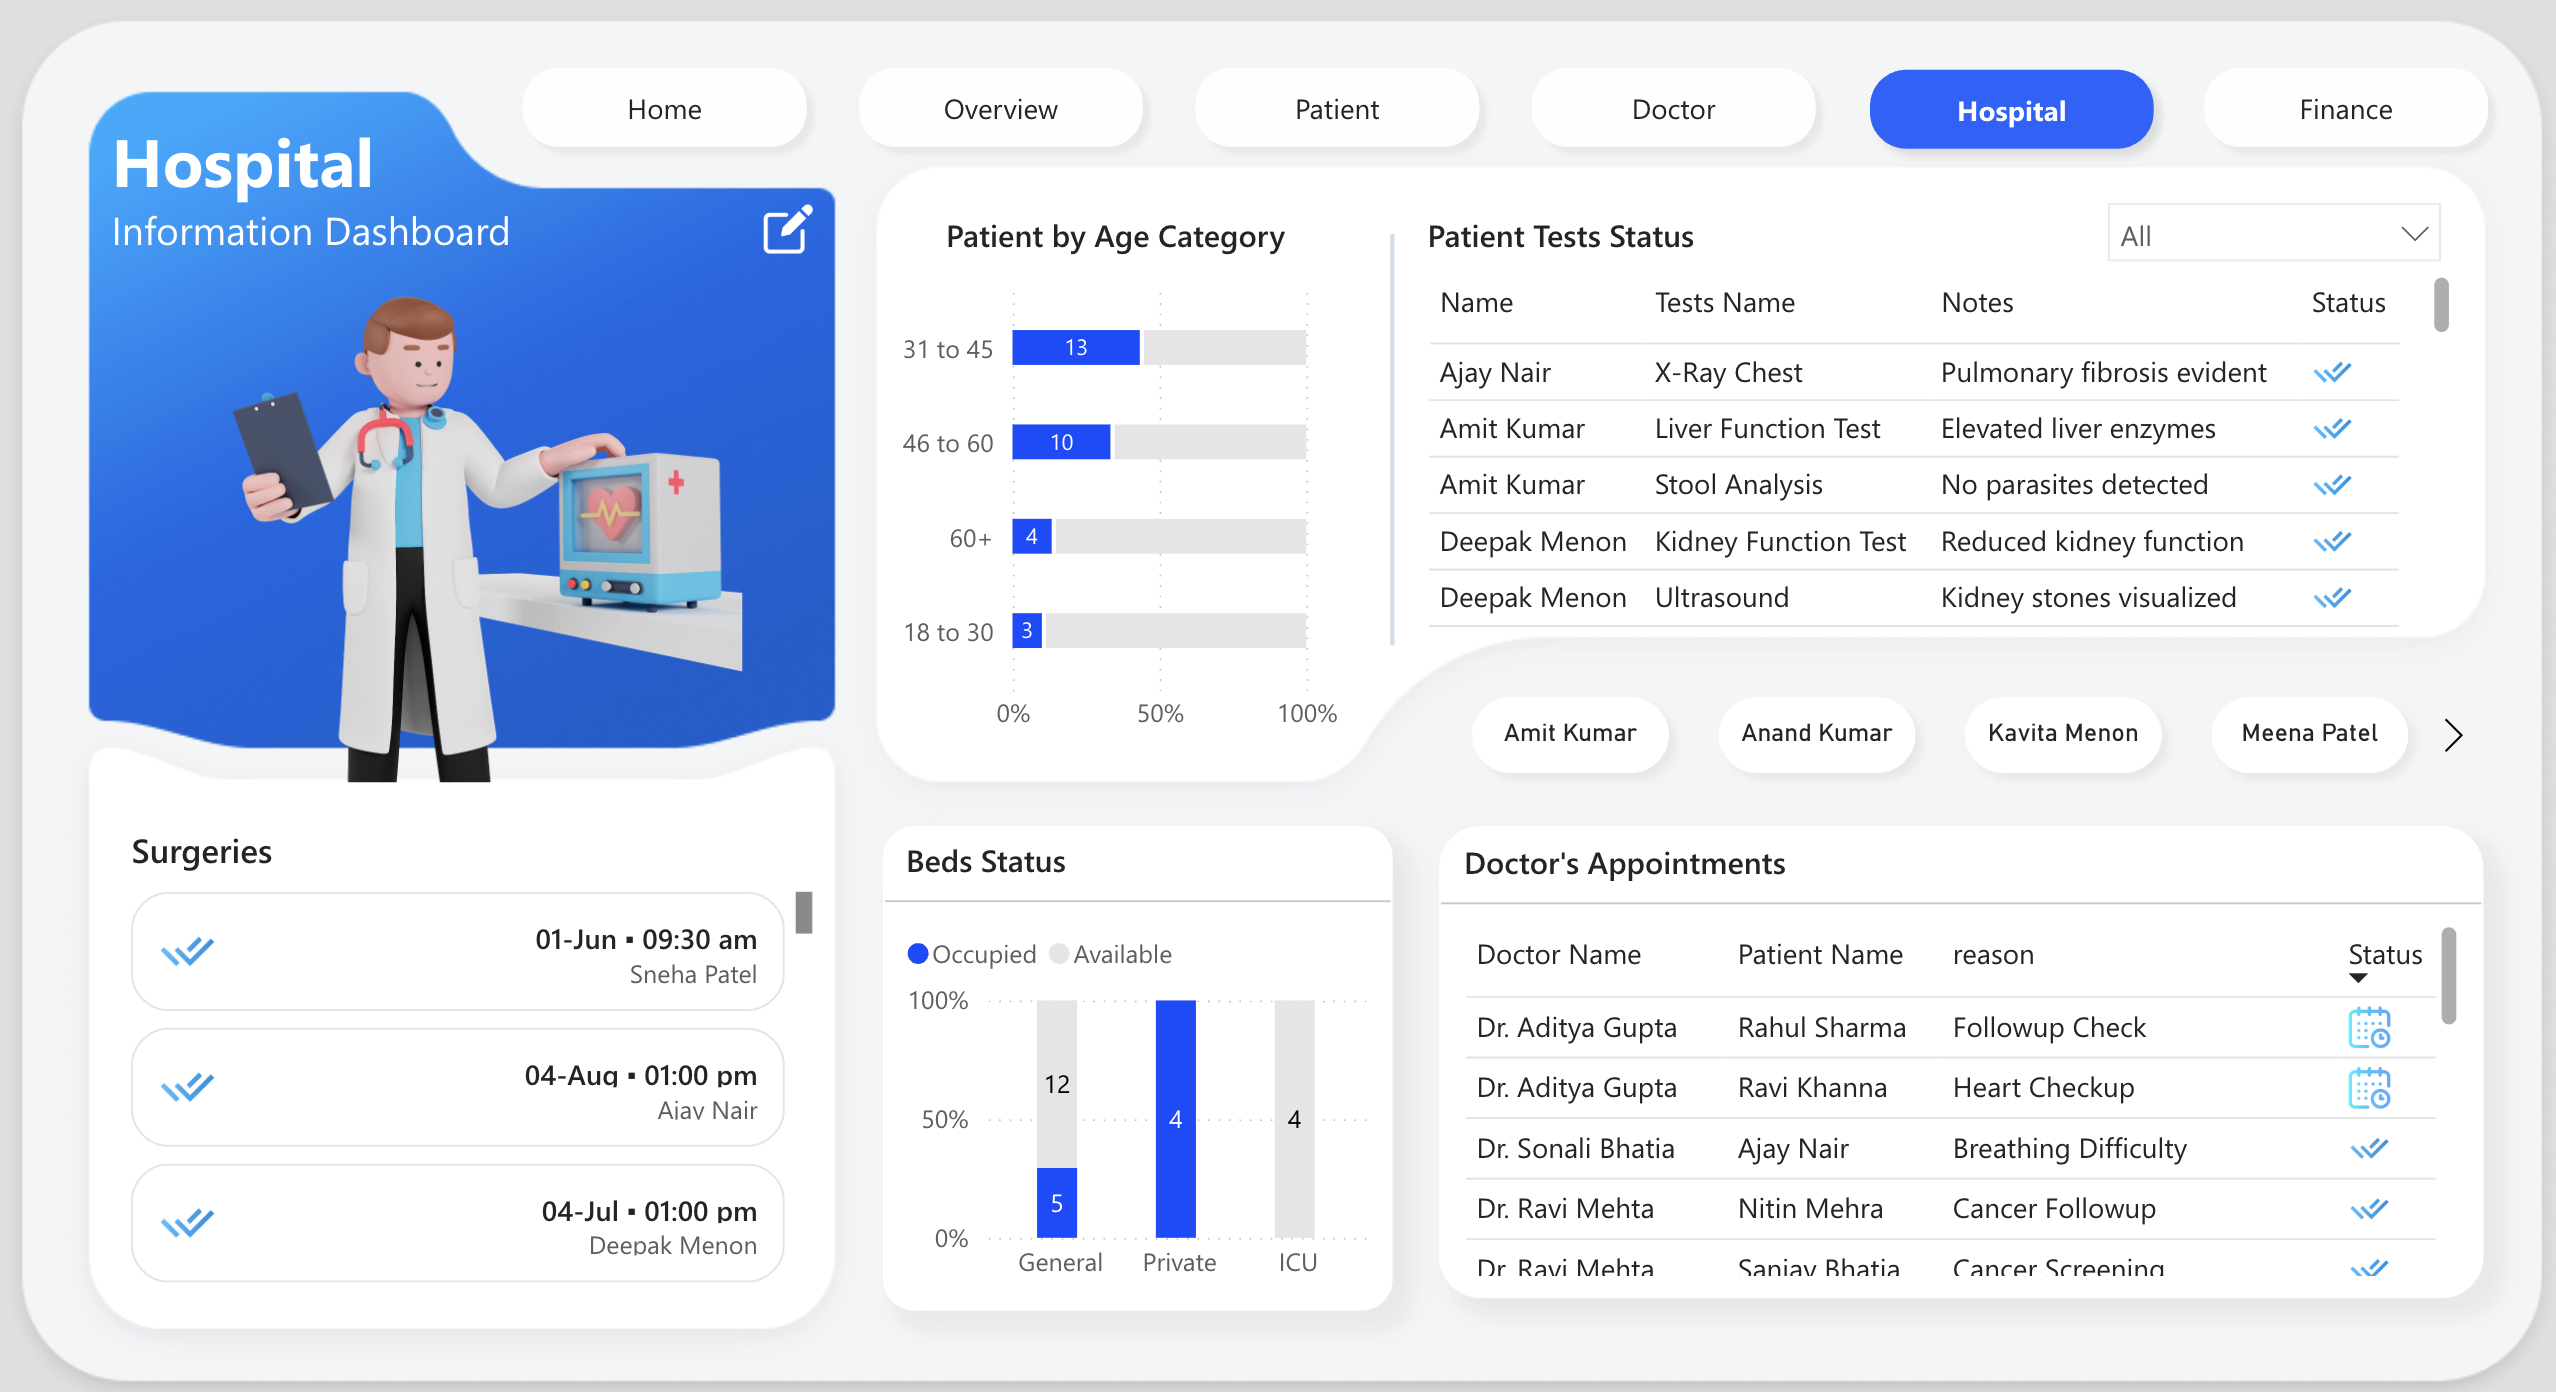 Home
Overview
Patient
Doctor
Hospital
Finance
Hospital
Information Dashboard
Patient by Age Category
31 to 45
13
46 to 60
10
60+
4
18 to 30
3
0%
50%
100%
Patient Tests Status
All
Name Tests Name Notes Status
Ajay Nair X-Ray Chest Pulmonary fibrosis evident
Amit Kumar Liver Function Test Elevated liver enzymes
Amit Kumar Stool Analysis No parasites detected
Deepak Menon Kidney Function Test Reduced kidney function
Deepak Menon Ultrasound Kidney stones visualized
Amit Kumar
Anand Kumar
Kavita Menon
Meena Patel
Surgeries
01-Jun ▪ 09:30 am
Sneha Patel
04-Aug ▪ 01:00 pm
Ajay Nair
04-Jul ▪ 01:00 pm
Deepak Menon
Beds Status
Occupied Available
100%
50%
0%
12
5
4
4
General Private ICU
Doctor's Appointments
Doctor Name Patient Name reason Status
Dr. Aditya Gupta Rahul Sharma Followup Check
Dr. Aditya Gupta Ravi Khanna Heart Checkup
Dr. Sonali Bhatia Ajay Nair Breathing Difficulty
Dr. Ravi Mehta Nitin Mehra Cancer Followup
Dr. Ravi Mehta Sanjay Bhatia Cancer Screening